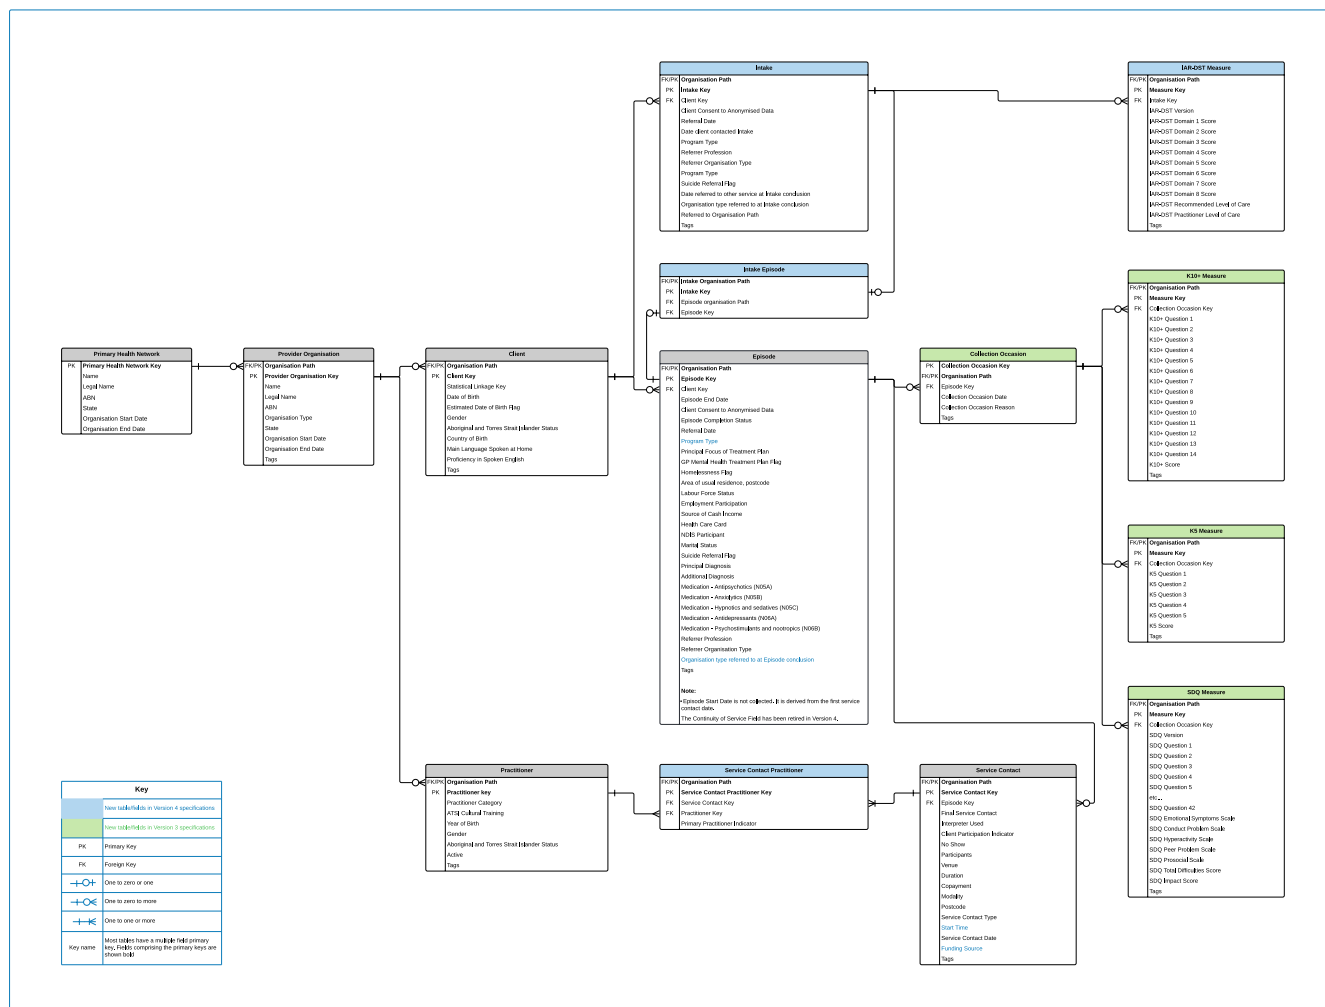 Intake
FK/PK Organisation Path
PK Intake Key
FK Client Key
Client Consent to Anonymised Data
Referral Date
Date client contacted Intake
Program Type
Referrer Profession
Referrer Organisation Type
Program Type
Suicide Referral Flag
Date referred to other service at Intake conclusion
Organisation type referred to at Intake conclusion
Referred to Organisation Path
Tags
IAR-DST Measure
FK/PK Organisation Path
PK Measure Key
FK Intake Key
IAR-DST Version
IAR-DST Domain 1 Score
IAR-DST Domain 2 Score
IAR-DST Domain 3 Score
IAR-DST Domain 4 Score
IAR-DST Domain 5 Score
IAR-DST Domain 6 Score
IAR-DST Domain 7 Score
IAR-DST Domain 8 Score
IAR-DST Recommended Level of Care
IAR-DST Practitioner Level of Care
Tags
Intake Episode
FK/PK Intake Organisation Path
PK Intake Key
FK Episode organisation Path
FK Episode Key
Primary Health Network
PK Primary Health Network Key
Name
Legal Name
ABN
State
Organisation Start Date
Organisation End Date
Provider Organisation
FK/PK Organisation Path
PK Provider Organisation Key
Name
Legal Name
ABN
Organisation Type
State
Organisation Start Date
Organisation End Date
Tags
Client
FK/PK Organisation Path
PK Client Key
Statistical Linkage Key
Date of Birth
Estimated Date of Birth Flag
Gender
Aboriginal and Torres Strait Islander Status
Country of Birth
Main Language Spoken at Home
Proficiency in Spoken English
Tags
Episode
FK/PK Organisation Path
PK Episode Key
FK Client Key
Episode End Date
Client Consent to Anonymised Data
Episode Completion Status
Referral Date
Program Type
Principal Focus of Treatment Plan
GP Mental Health Treatment Plan Flag
Homelessness Flag
Area of usual residence, postcode
Labour Force Status
Employment Participation
Source of Cash Income
Health Care Card
NDIS Participant
Marital Status
Suicide Referral Flag
Principal Diagnosis
Additional Diagnosis
Medication - Antipsychotics (N05A)
Medication - Anxiolytics (N05B)
Medication - Hypnotics and sedatives (N05C)
Medication - Antidepressants (N06A)
Medication - Psychostimulants and nootropics (N06B)
Referrer Profession
Referrer Organisation Type
Organisation type referred to at Episode conclusion
Tags
Note:
• Episode Start Date is not collected. It is derived from the first service
contact date.
The Continuity of Service Field has been retired in Version 4.
Collection Occasion
PK Collection Occasion Key
FK/PK Organisation Path
FK Episode Key
Collection Occasion Date
Collection Occasion Reason
Tags
K10+ Measure
FK/PK Organisation Path
PK Measure Key
FK Collection Occasion Key
K10+ Question 1
K10+ Question 2
K10+ Question 3
K10+ Question 4
K10+ Question 5
K10+ Question 6
K10+ Question 7
K10+ Question 8
K10+ Question 9
K10+ Question 10
K10+ Question 11
K10+ Question 12
K10+ Question 13
K10+ Question 14
K10+ Score
Tags
K5 Measure
FK/PK Organisation Path
PK Measure Key
FK Collection Occasion Key
K5 Question 1
K5 Question 2
K5 Question 3
K5 Question 4
K5 Question 5
K5 Score
Tags
SDQ Measure
FK/PK Organisation Path
PK Measure Key
FK Collection Occasion Key
SDQ Version
SDQ Question 1
SDQ Question 2
SDQ Question 3
SDQ Question 4
SDQ Question 5
etc...
SDQ Question 42
SDQ Emotional Symptoms Scale
SDQ Conduct Problem Scale
SDQ Hyperactivity Scale
SDQ Peer Problem Scale
SDQ Prosocial Scale
SDQ Total Difficulties Score
SDQ Impact Score
Tags
Practitioner
FK/PK Organisation Path
PK Practitioner key
Practitioner Category
ATSI Cultural Training
Year of Birth
Gender
Aboriginal and Torres Strait Islander Status
Active
Tags
Service Contact Practitioner
FK/PK Organisation Path
PK Service Contact Practitioner Key
FK Service Contact Key
FK Practitioner Key
Primary Practitioner Indicator
Service Contact
FK/PK Organisation Path
PK Service Contact Key
FK Episode Key
Final Service Contact
Interpreter Used
Client Participation Indicator
No Show
Participants
Venue
Duration
Copayment
Modality
Postcode
Service Contact Type
Start Time
Service Contact Date
Funding Source
Tags
Key
New table/fields in Version 4 specifications
New table/fields in Version 3 specifications
PK Primary Key
FK Foreign Key
One to zero or one
One to zero to more
One to one or more
Key name
Most tables have a multiple field primary
key. Fields comprising the primary keys are
shown bold